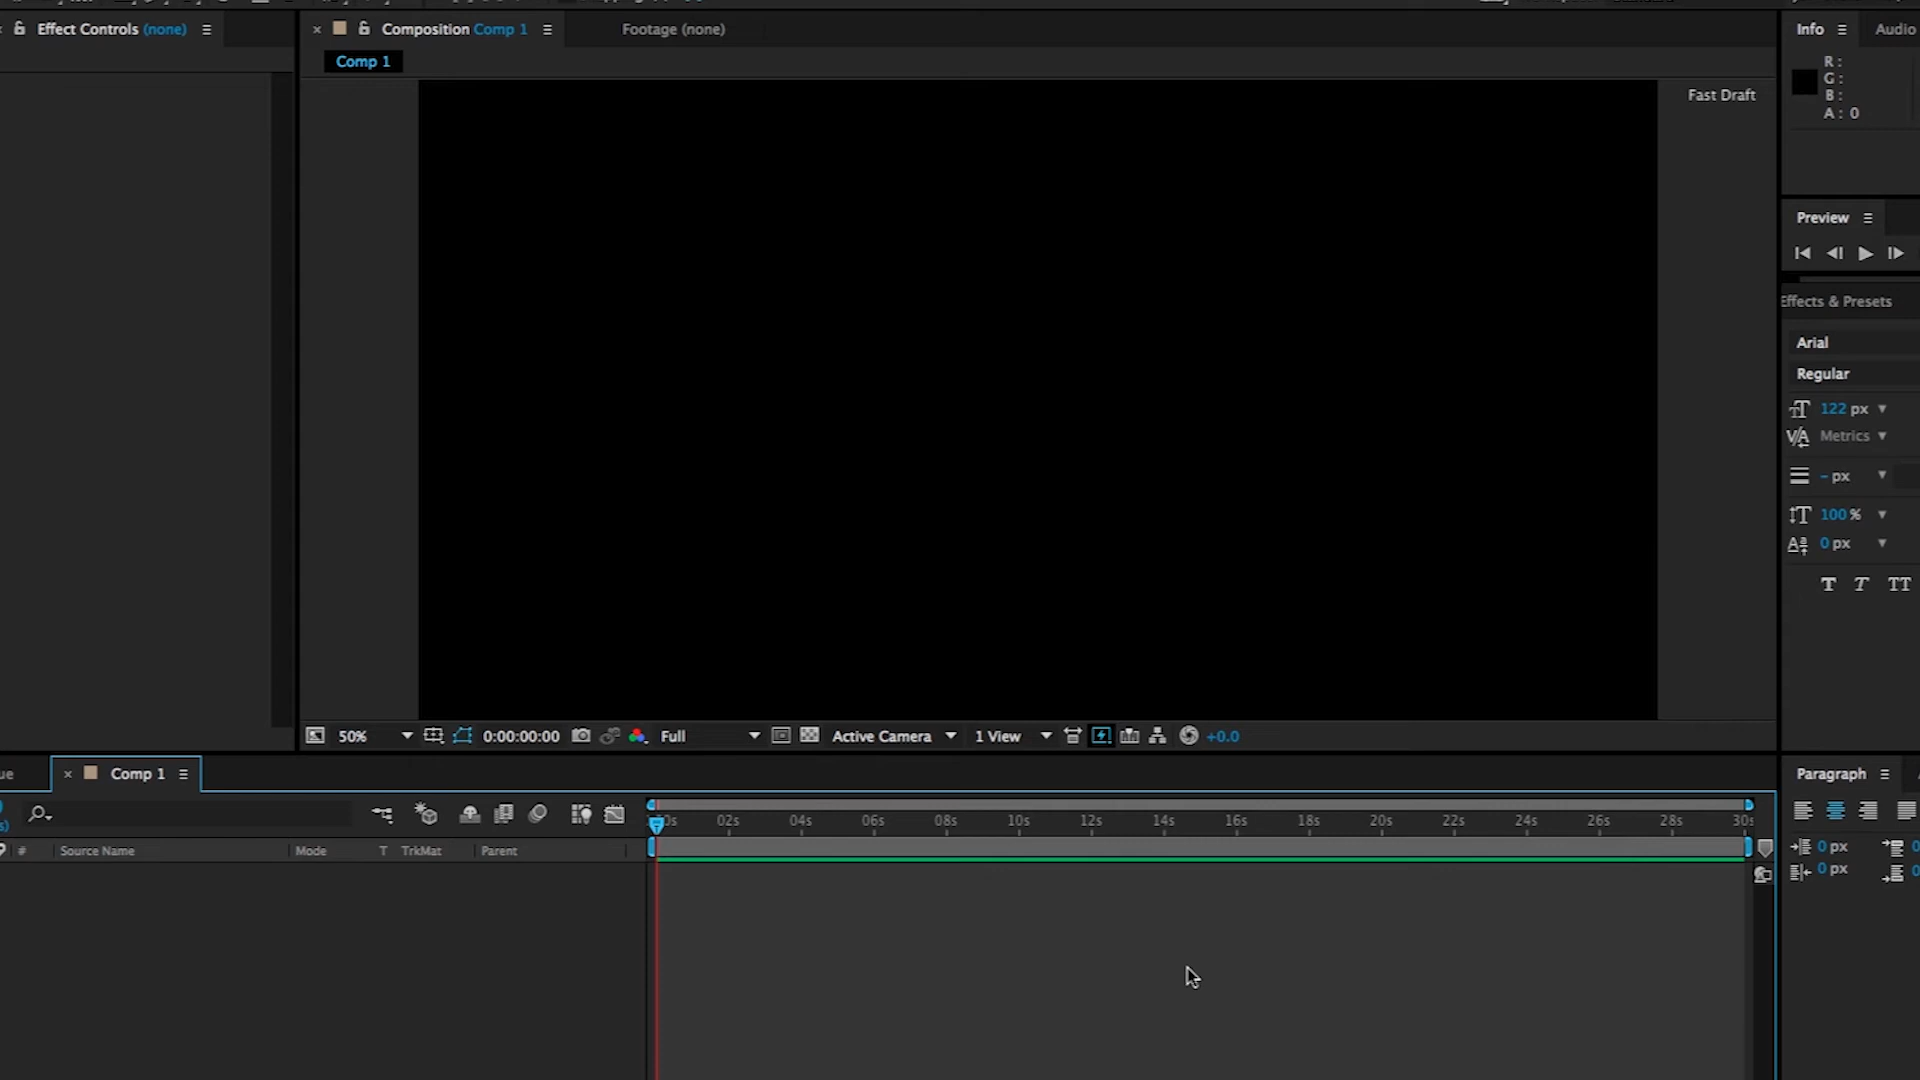 Effect Controls (none)
Composition Comp 1
Footage (none)
Info
Audio
Comp 1
R :
G :
B :
A : 0
Fast Draft
Preview
Effects & Presets
Arial
Regular
122 px
Metrics
- px
100 %
0 px
T T TT
50%
0:00:00:00
Full
Active Camera
1 View
+0.0
Comp 1
Paragraph
02s 04s 06s 08s 10s 12s 14s 16s 18s 20s 22s 24s 26s 28s 30s
# Source Name Mode T TrkMat Parent
0 px
0 px